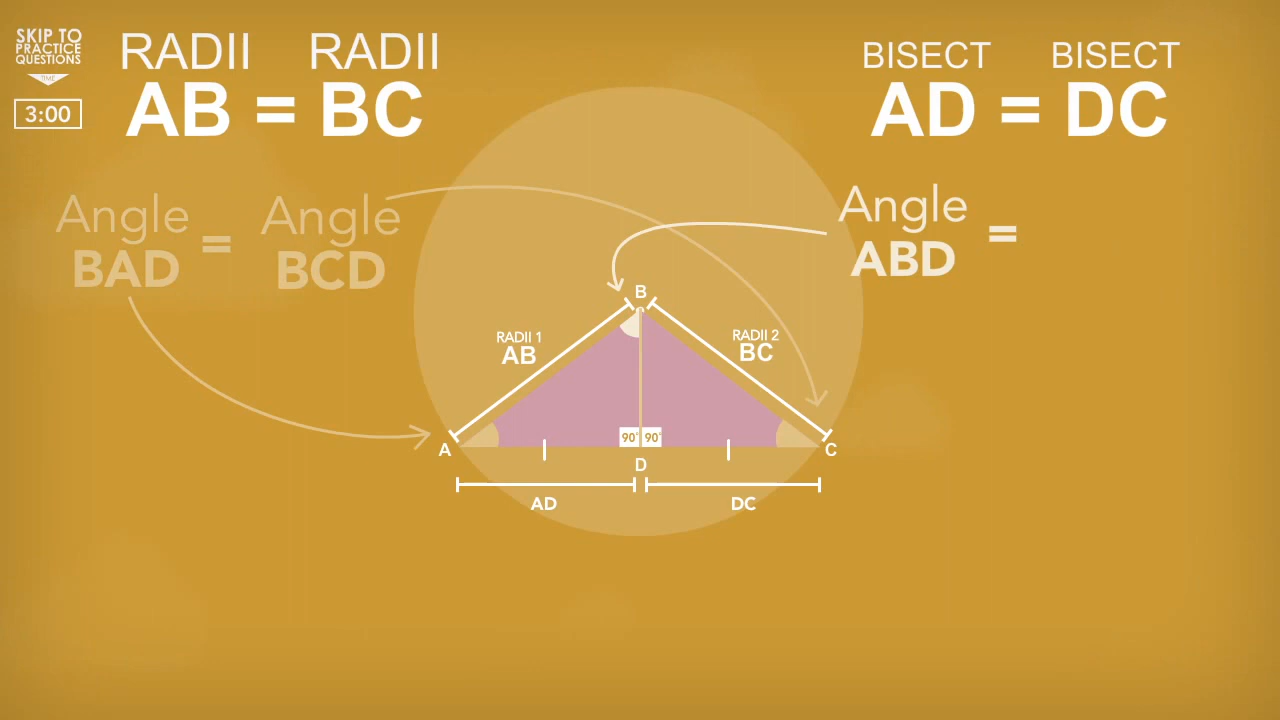 SKIP TO
PRACTICE
QUESTIONS
TIME
3:00
RADII RADII
AB = BC
BISECT BISECT
AD = DC
Angle = Angle
BAD BCD
Angle =
ABD
B
RADII 1
AB
RADII 2
BC
90° 90°
A
C
D
AD
DC